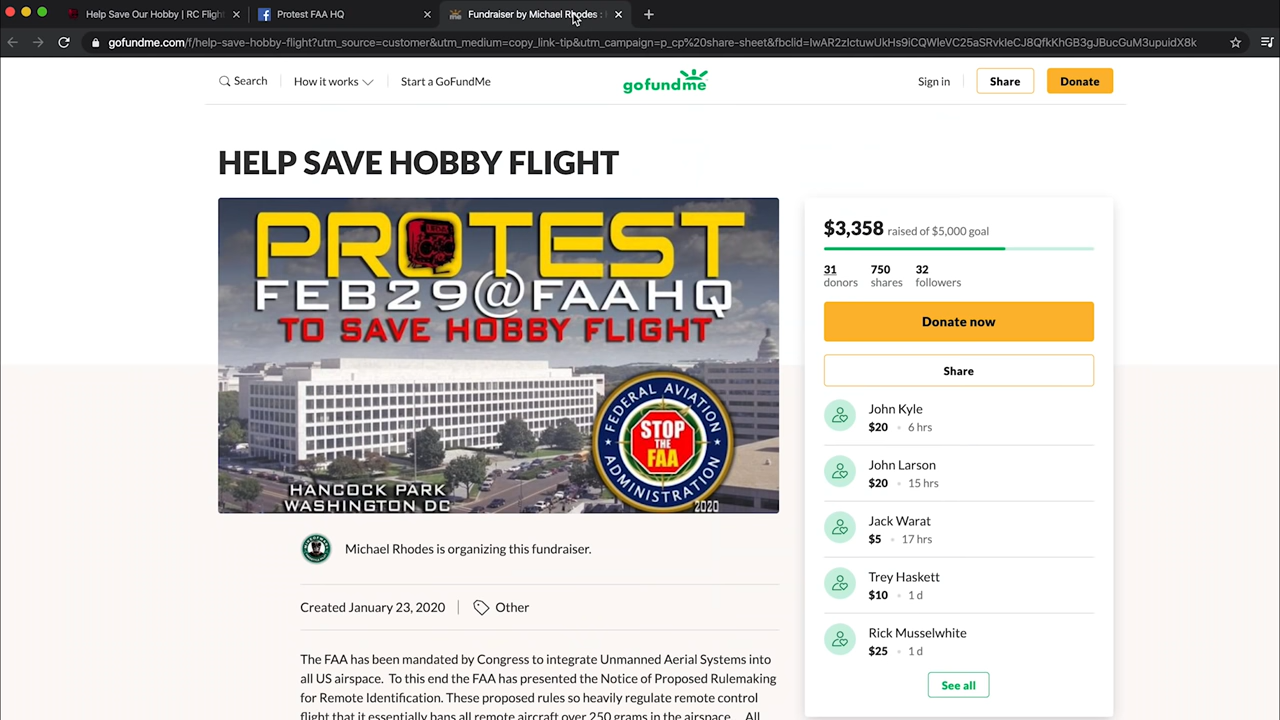 Help Save Our Hobby | RC Flight
Protest FAA HQ
Fundraiser by Michael Rhodes :
gofundme.com/f/help-save-hobby-flight?utm_source=customer&utm_medium=copy_link-tip&utm_campaign=p_cp%20share-sheet&fbclid=IwAR2zIctuwUkHs9iCQWleVC25aSRvkIeCJ8QfkKhGB3gJBucGuM3upuidX8k
Search
How it works
Start a GoFundMe
gofundme
Sign in
Share
Donate
HELP SAVE HOBBY FLIGHT
PROTEST
FEB29@FAAHQ
TO SAVE HOBBY FLIGHT
FEDERAL AVIATION
STOP
THE
FAA
ADMINISTRATION
HANCOCK PARK
WASHINGTON DC
2020
$3,358 raised of $5,000 goal
31 750 32
donors shares followers
Donate now
Share
John Kyle
$20 • 6 hrs
John Larson
$20 • 15 hrs
Jack Warat
$5 • 17 hrs
Trey Haskett
$10 • 1 d
Rick Musselwhite
$25 • 1 d
See all
Michael Rhodes is organizing this fundraiser.
Created January 23, 2020
Other
The FAA has been mandated by Congress to integrate Unmanned Aerial Systems into
all US airspace. To this end the FAA has presented the Notice of Proposed Rulemaking
for Remote Identification. These proposed rules so heavily regulate remote control
flight that it essentially bans all remote aircraft over 250 grams in the airspace. All